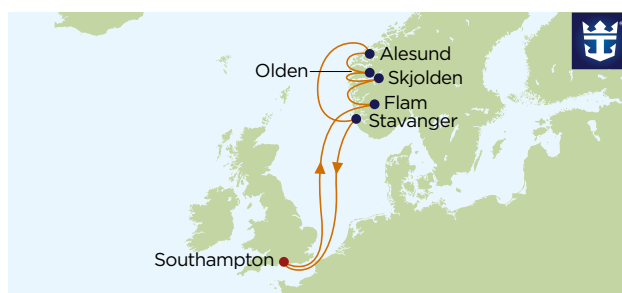 Alesund
Olden
Skjolden
Flam
Stavanger
Southampton